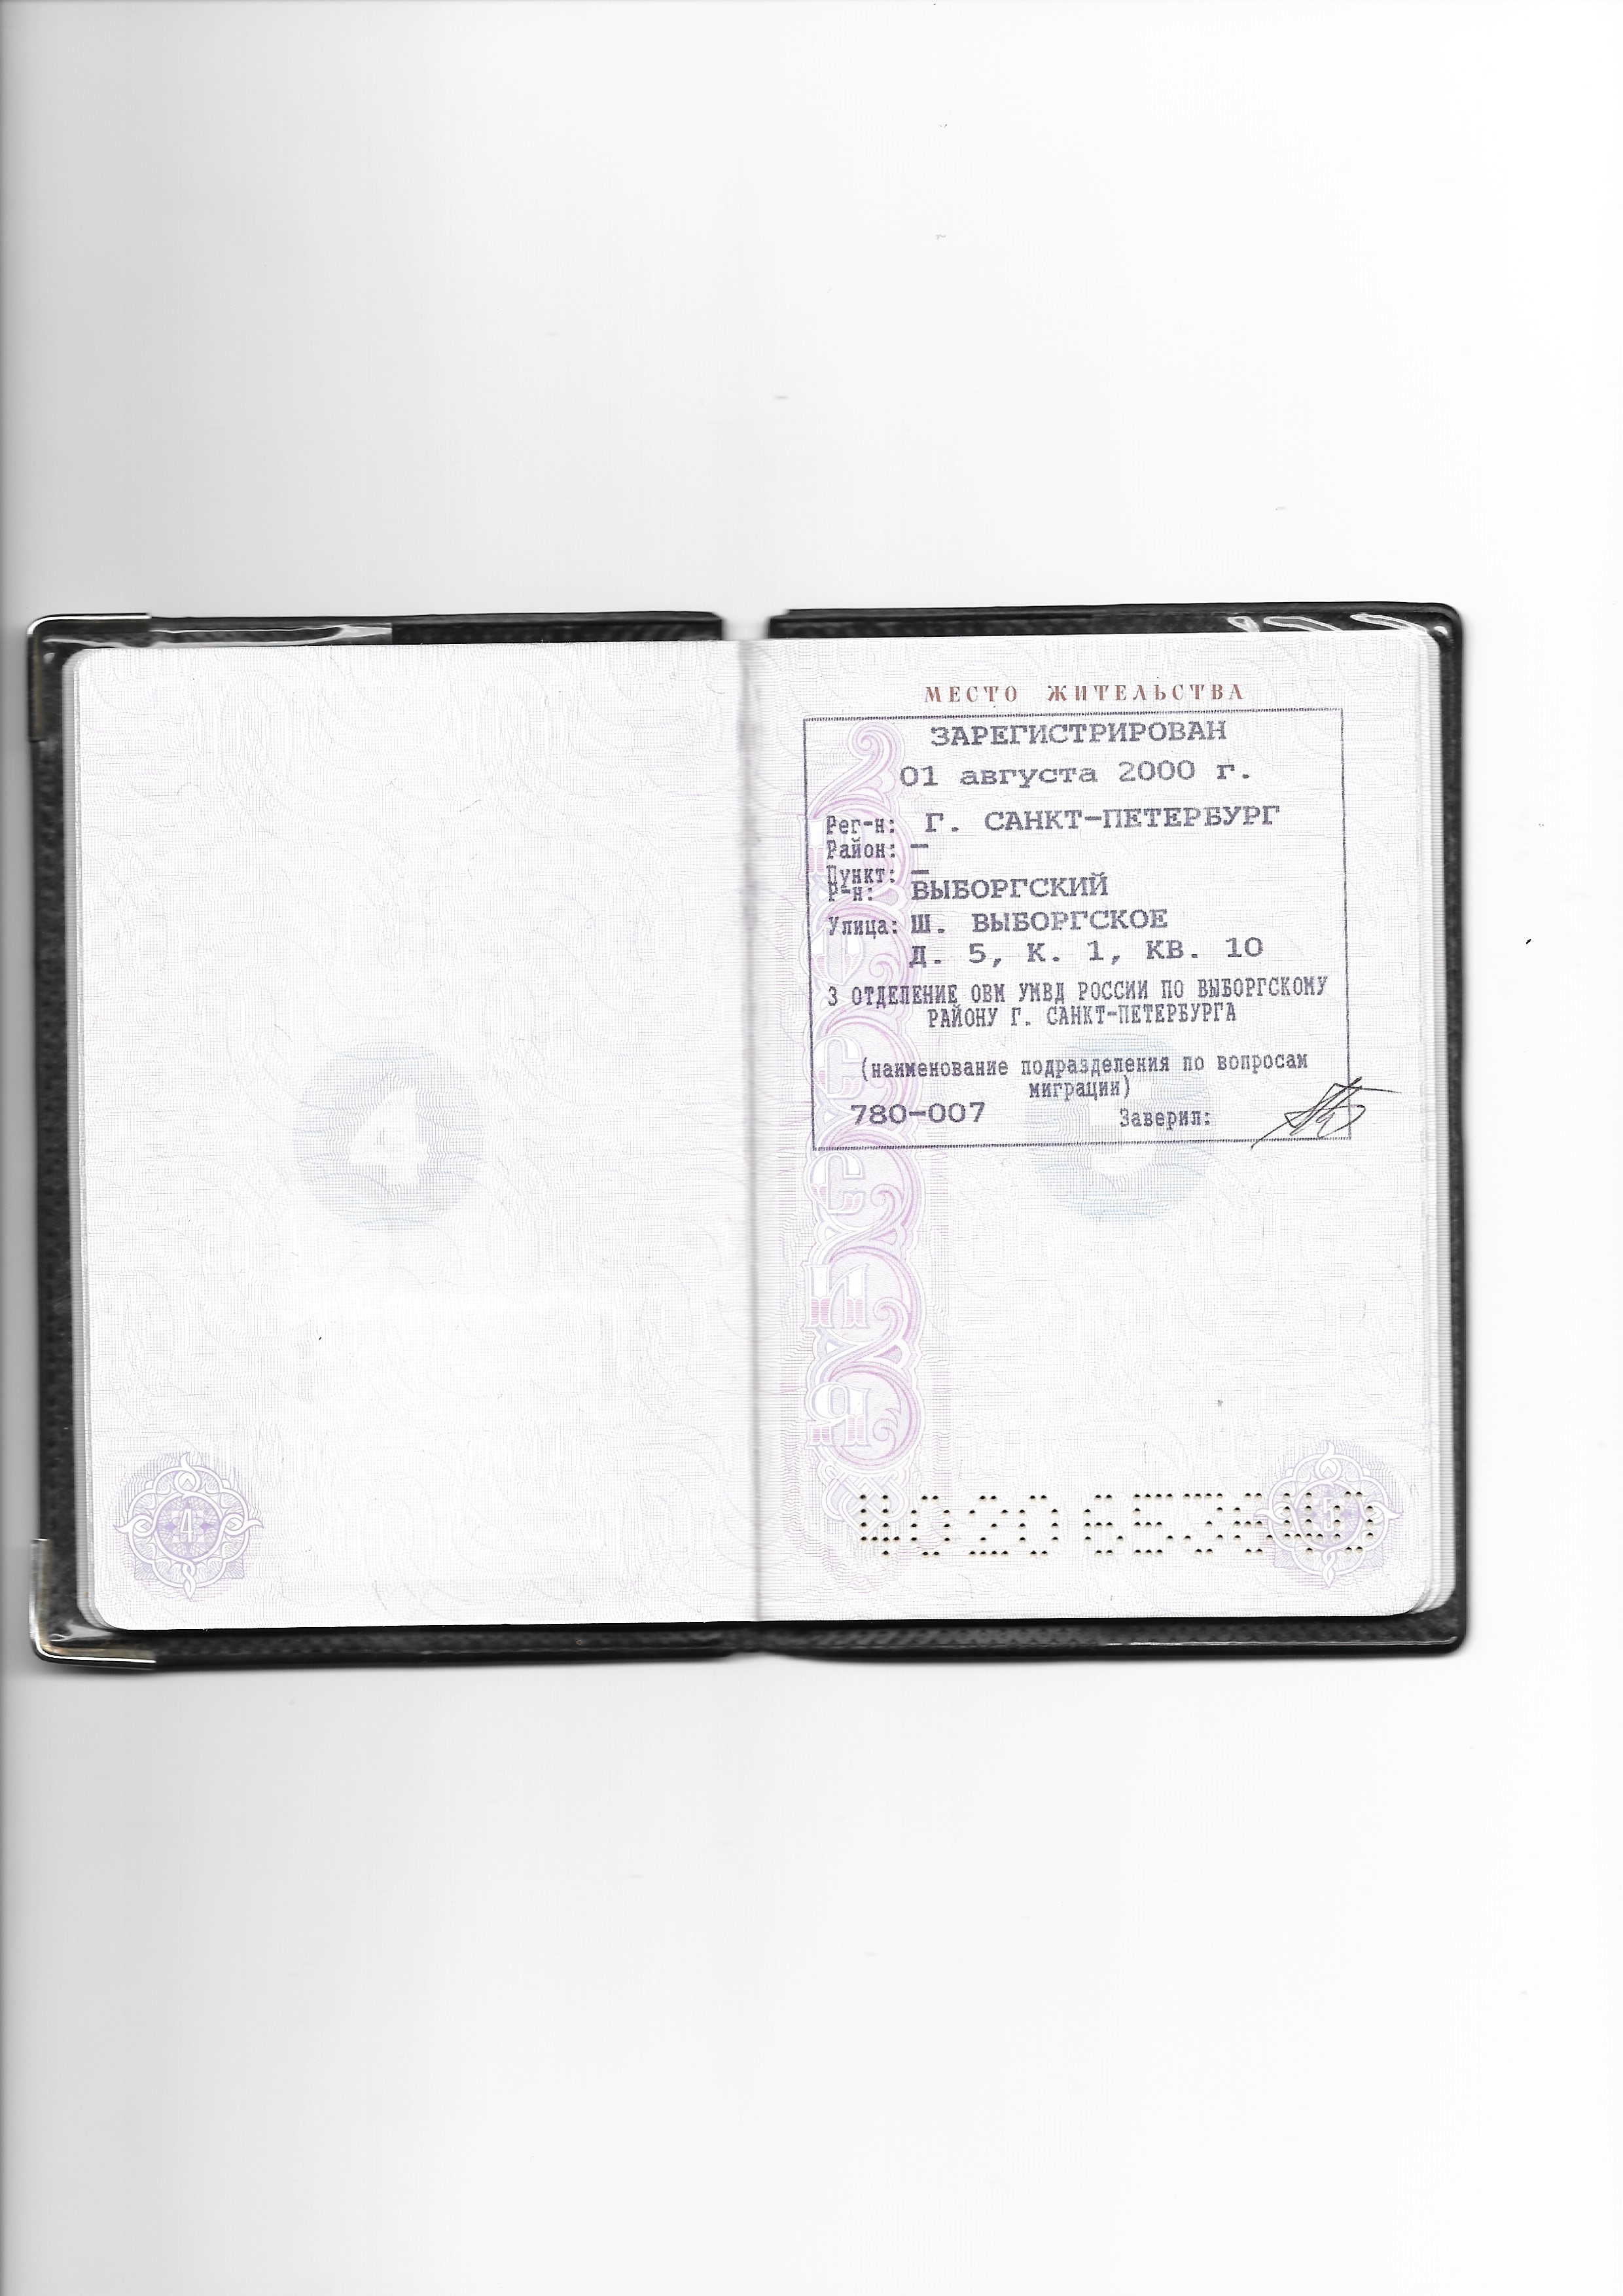 МЕСТО ЖИТЕЛЬСТВА
ЗАРЕГИСТРИРОВАН
01 августа 2000 г.
Рег-н: Г. САНКТ-ПЕТЕРБУРГ
Район: —
Пункт: —
Р-н: ВЫБОРГСКИЙ
Улица: Ш. ВЫБОРГСКОЕ
Д. 5, К. 1, КВ. 10
3 ОТДЕЛЕНИЕ ОВМ УМВД РОССИИ ПО ВЫБОРГСКОМУ
РАЙОНУ Г. САНКТ-ПЕТЕРБУРГА
(наименование подразделения по вопросам
миграции)
780-007 Заверил:
РОССИЯ
4
4
5
4020